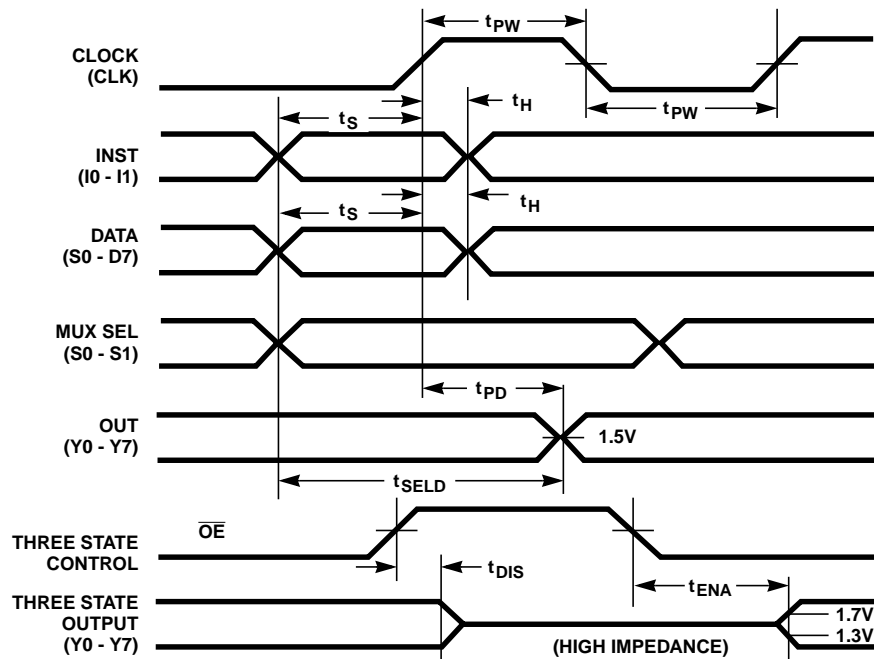 tPW
CLOCK
(CLK)
tS
tH
tPW
INST
(I0 - I1)
tS
tH
DATA
(S0 - D7)
MUX SEL
(S0 - S1)
tPD
OUT
(Y0 - Y7)
1.5V
tSELD
OE
THREE STATE
CONTROL
tDIS
tENA
THREE STATE
OUTPUT
(Y0 - Y7)
(HIGH IMPEDANCE)
1.7V
1.3V